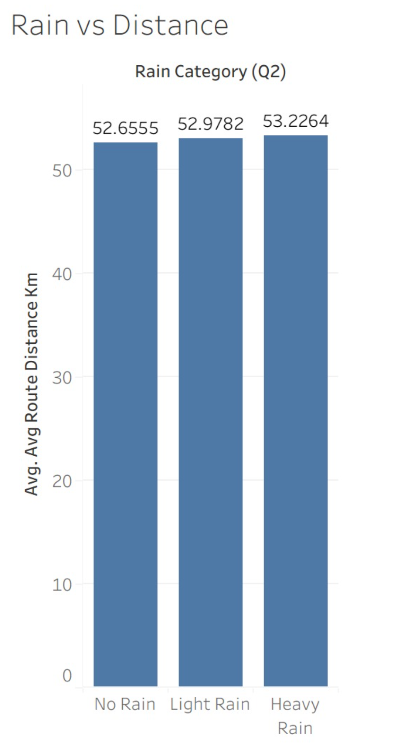 Rain vs Distance
Rain Category (Q2)
52.6555 52.9782 53.2264
50
40
30
20
10
0
Avg. Avg Route Distance Km
No Rain Light Rain Heavy
Rain